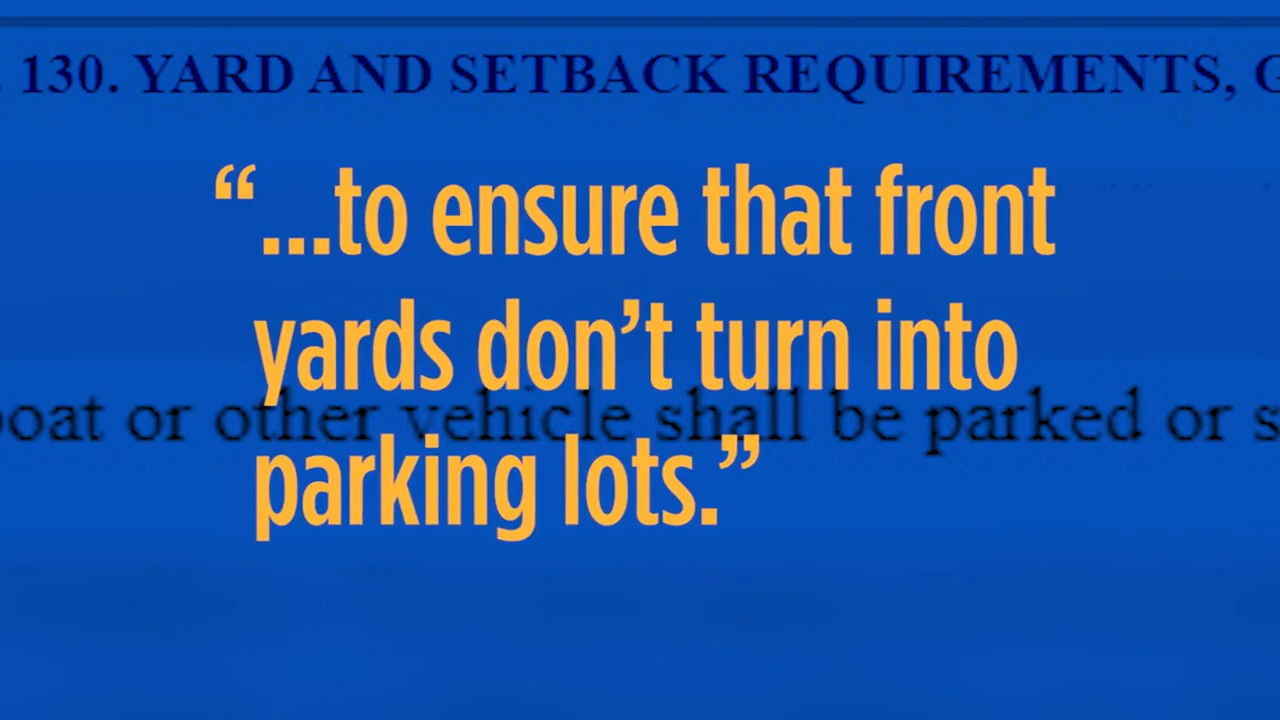 130. YARD AND SETBACK REQUIREMENTS,
“...to ensure that front
yards don’t turn into
boat or other vehicle shall be parked or
parking lots.”